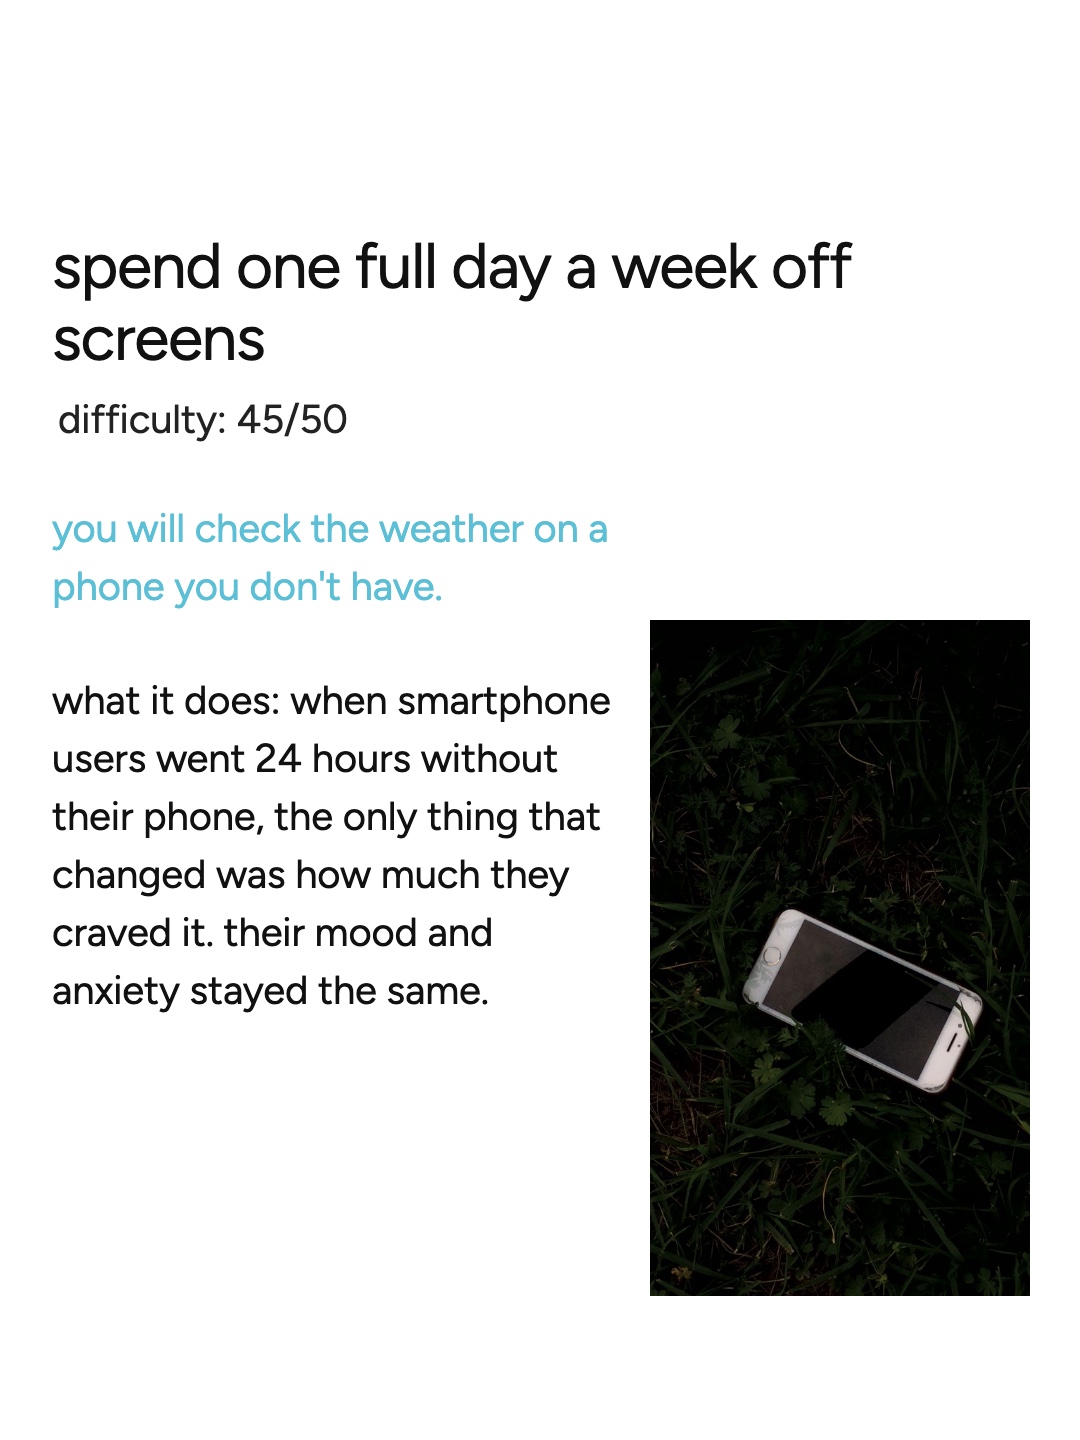 spend one full day a week off
screens
difficulty: 45/50
you will check the weather on a
phone you don't have.
what it does: when smartphone
users went 24 hours without
their phone, the only thing that
changed was how much they
craved it. their mood and
anxiety stayed the same.